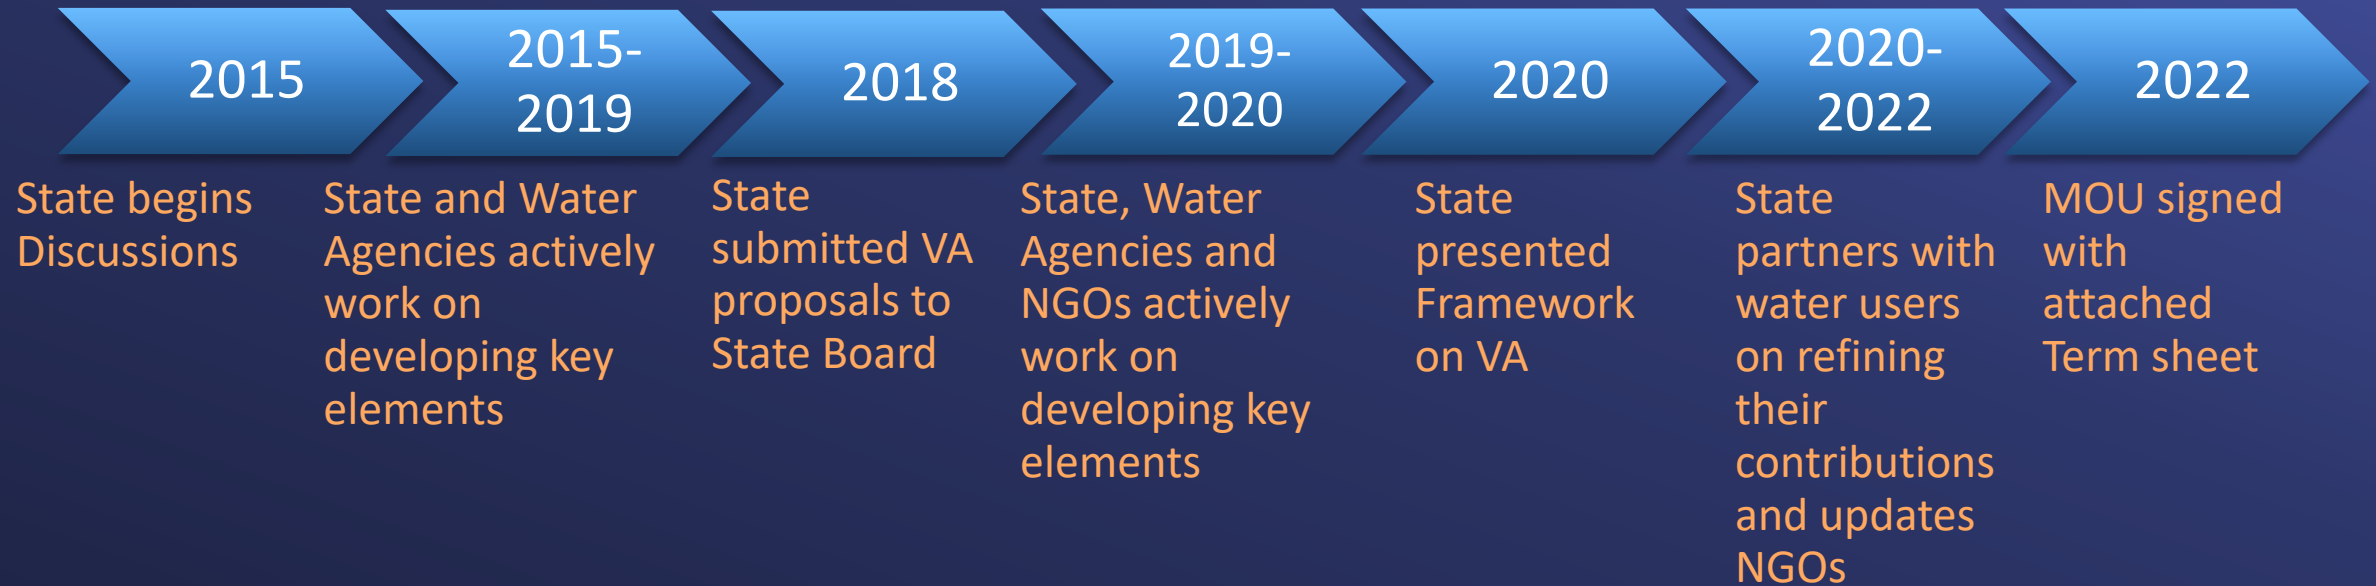 2015
2015-
2019
2018
2019-
2020
2020
2020-
2022
2022
State begins
Discussions
State and Water
Agencies actively
work on
developing key
elements
State
submitted VA
proposals to
State Board
State, Water
Agencies and
NGOs actively
work on
developing key
elements
State
presented
Framework
on VA
State
partners with
water users
on refining
their
contributions
and updates
NGOs
MOU signed
with
attached
Term sheet